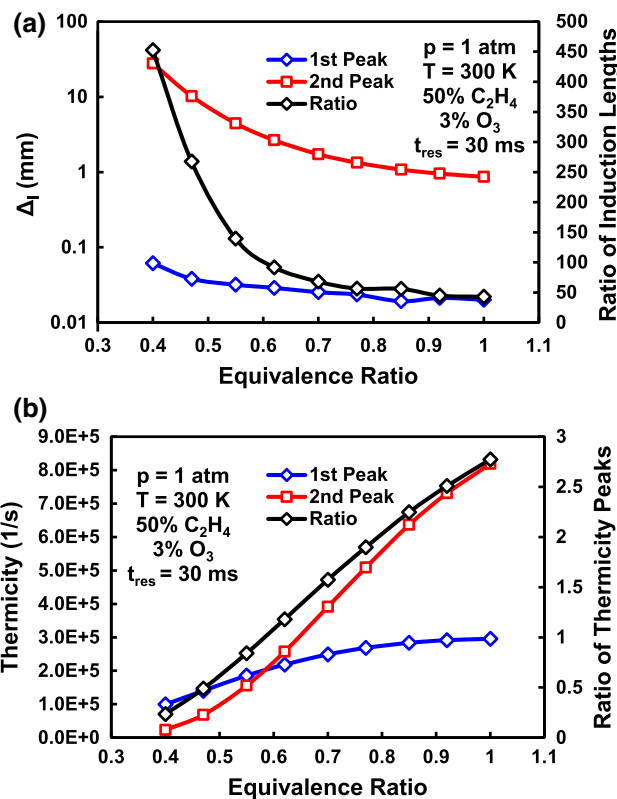 (a)
100
10
1
0.1
0.01
Δ_I (mm)
500
450
400
350
300
250
200
150
100
50
0
Ratio of Induction Lengths
1st Peak
2nd Peak
Ratio
p = 1 atm
T = 300 K
50% C₂H₄
3% O₃
t_res = 30 ms
0.3 0.4 0.5 0.6 0.7 0.8 0.9 1 1.1
Equivalence Ratio
(b)
9.0E+5
8.0E+5
7.0E+5
6.0E+5
5.0E+5
4.0E+5
3.0E+5
2.0E+5
1.0E+5
0.0E+0
Thermicity (1/s)
p = 1 atm
T = 300 K
50% C₂H₄
3% O₃
t_res = 30 ms
1st Peak
2nd Peak
Ratio
3
2.5
2
1.5
1
0.5
0
Ratio of Thermicity Peaks
0.3 0.4 0.5 0.6 0.7 0.8 0.9 1 1.1
Equivalence Ratio